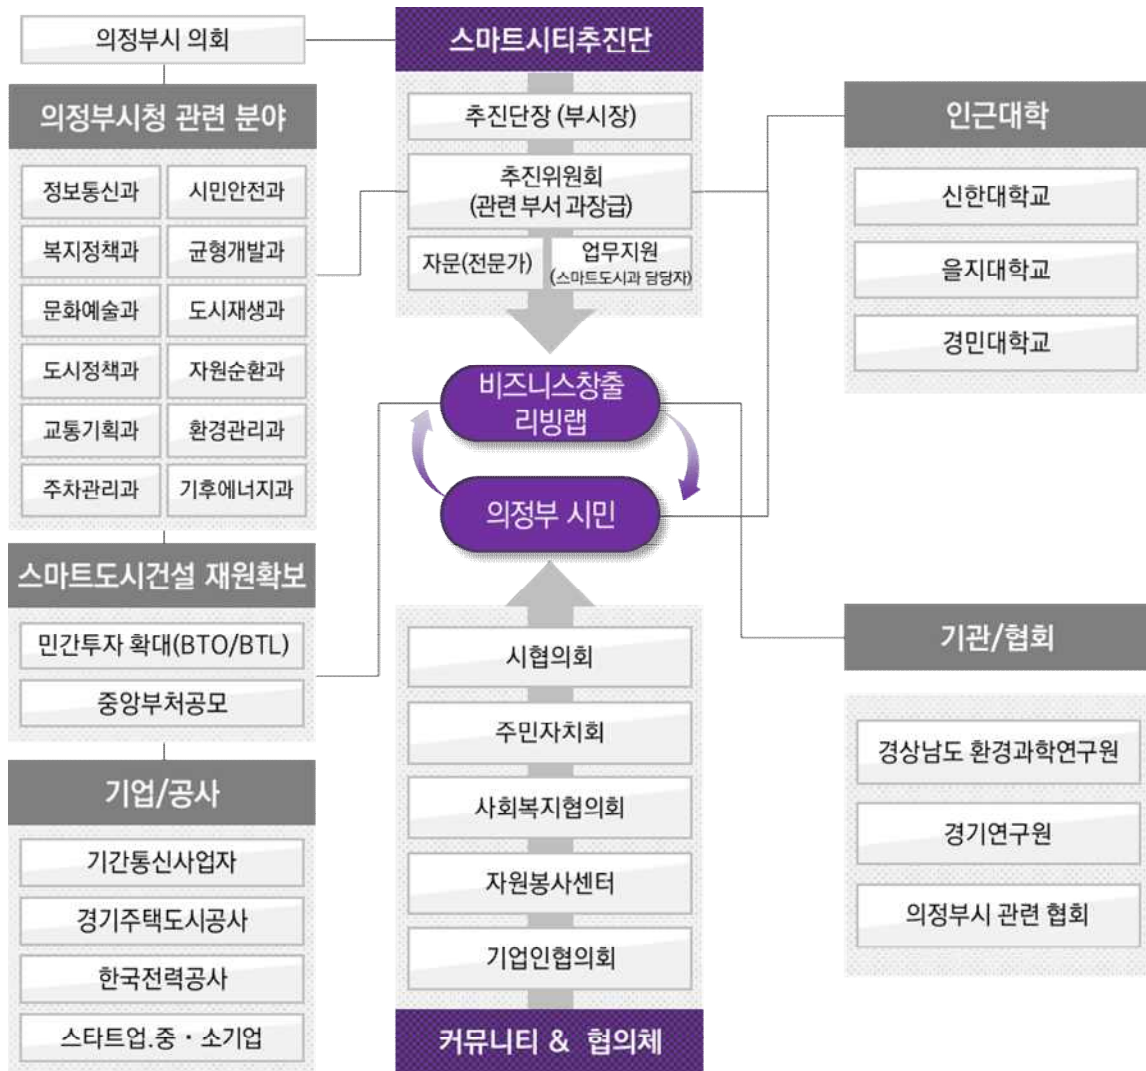 의정부시 의회
의정부시청 관련 분야
정보통신과
시민안전과
복지정책과
균형개발과
문화예술과
도시재생과
도시정책과
자원순환과
교통기획과
환경관리과
주차관리과
기후에너지과
스마트도시건설 재원확보
민간투자 확대(BTO/BTL)
중앙부처공모
기업/공사
기간통신사업자
경기주택도시공사
한국전력공사
스타트업.중 · 소기업
스마트시티추진단
추진단장 (부시장)
추진위원회
(관련 부서 과장급)
자문(전문가)
업무지원
(스마트도시과 담당자)
비즈니스창출
리빙랩
의정부 시민
시협의회
주민자치회
사회복지협의회
자원봉사센터
기업인협의회
커뮤니티 & 협의체
인근대학
신한대학교
을지대학교
경민대학교
기관/협회
경상남도 환경과학연구원
경기연구원
의정부시 관련 협회